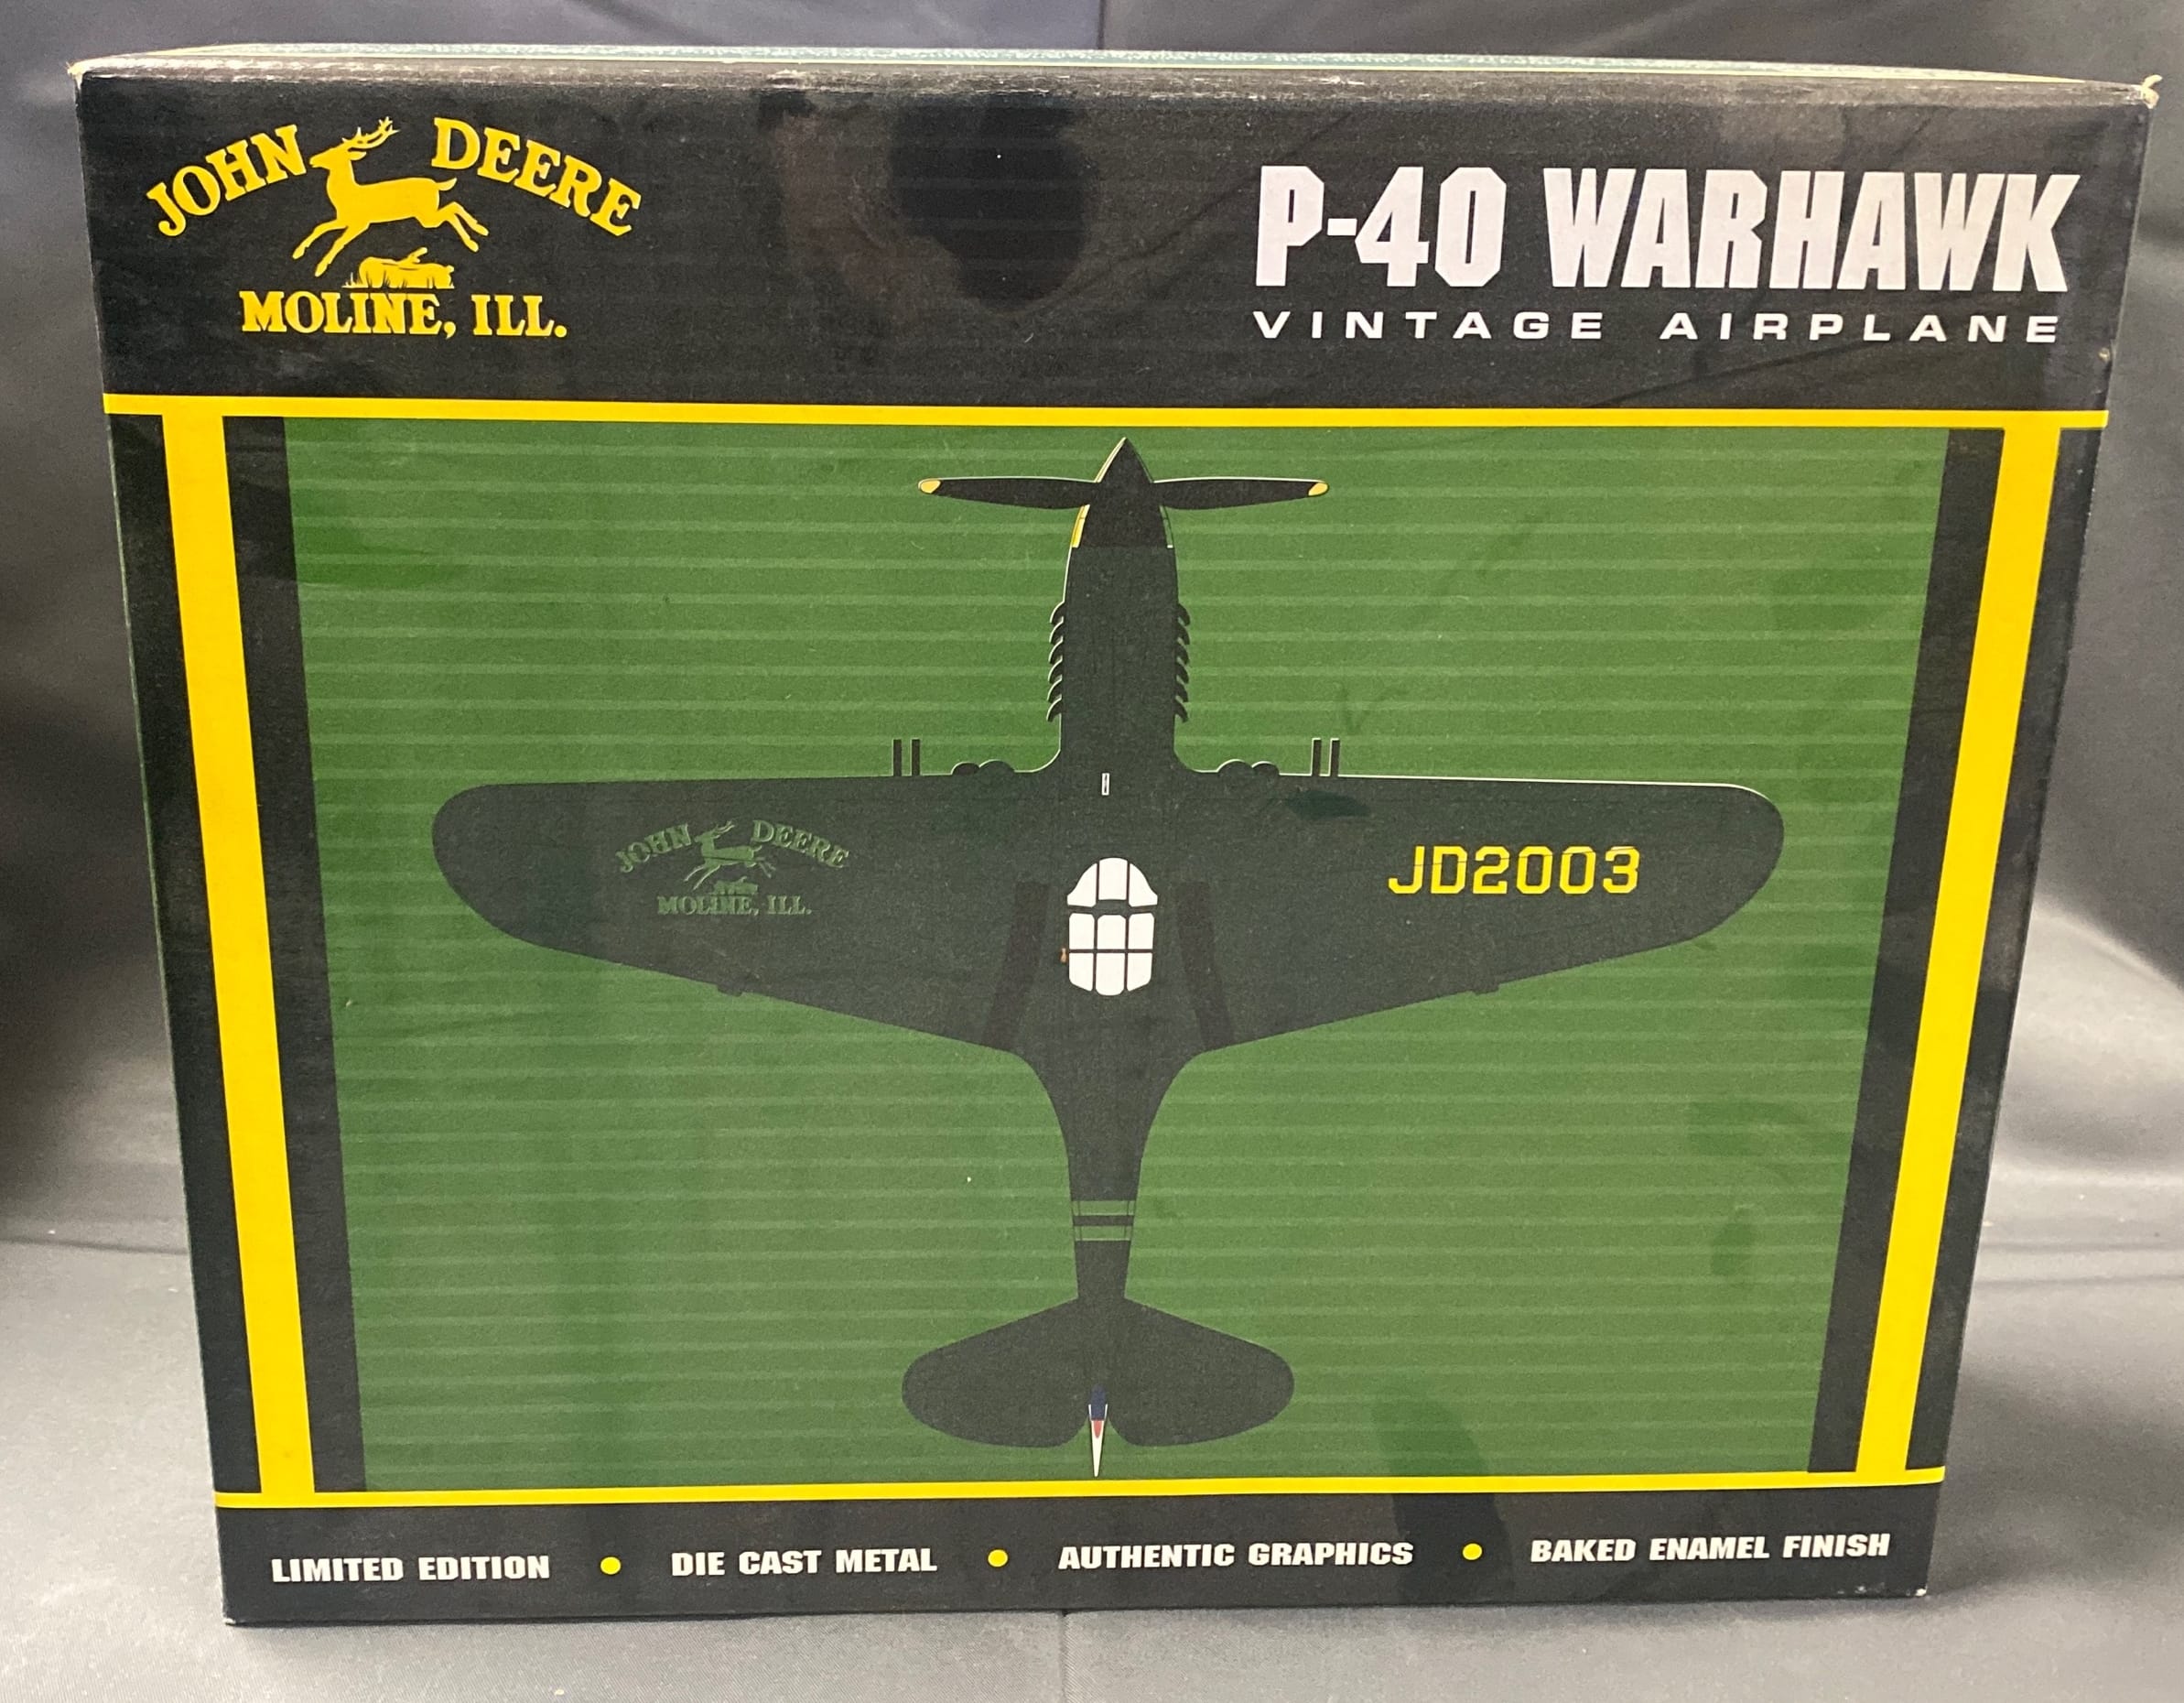 JOHN DEERE
MOLINE, ILL.
P-40 WARHAWK
VINTAGE AIRPLANE
JOHN DEERE
MOLINE, ILL.
JD2003
LIMITED EDITION • DIE CAST METAL • AUTHENTIC GRAPHICS • BAKED ENAMEL FINISH